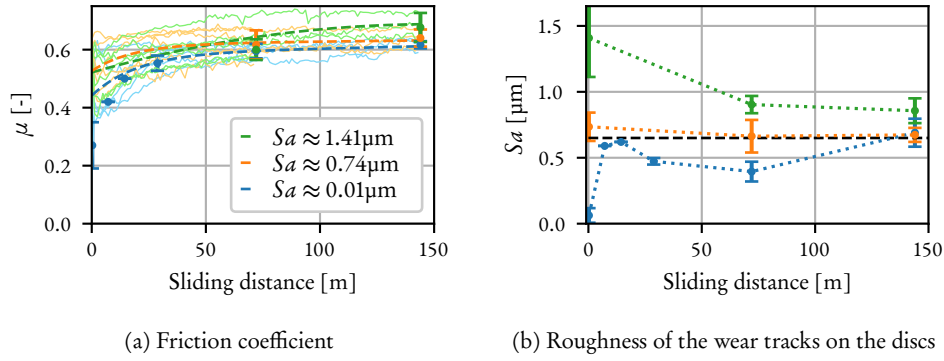 0.6
0.4
0.2
0.0
μ [-]
Sa ≈ 1.41μm
Sa ≈ 0.74μm
Sa ≈ 0.01μm
0 50 100 150
Sliding distance [m]
(a) Friction coefficient
1.5
1.0
0.5
0.0
Sa [μm]
0 50 100 150
Sliding distance [m]
(b) Roughness of the wear tracks on the discs